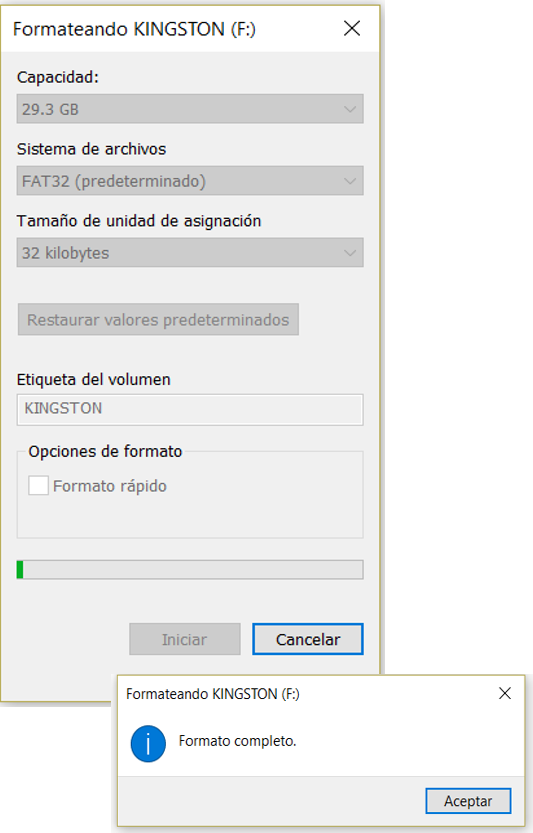 Formateando KINGSTON (F:)
Capacidad:
29.3 GB
Sistema de archivos
FAT32 (predeterminado)
Tamaño de unidad de asignación
32 kilobytes
Restaurar valores predeterminados
Etiqueta del volumen
KINGSTON
Opciones de formato
Formato rápido
Iniciar
Cancelar
Formateando KINGSTON (F:)
Formato completo.
Aceptar